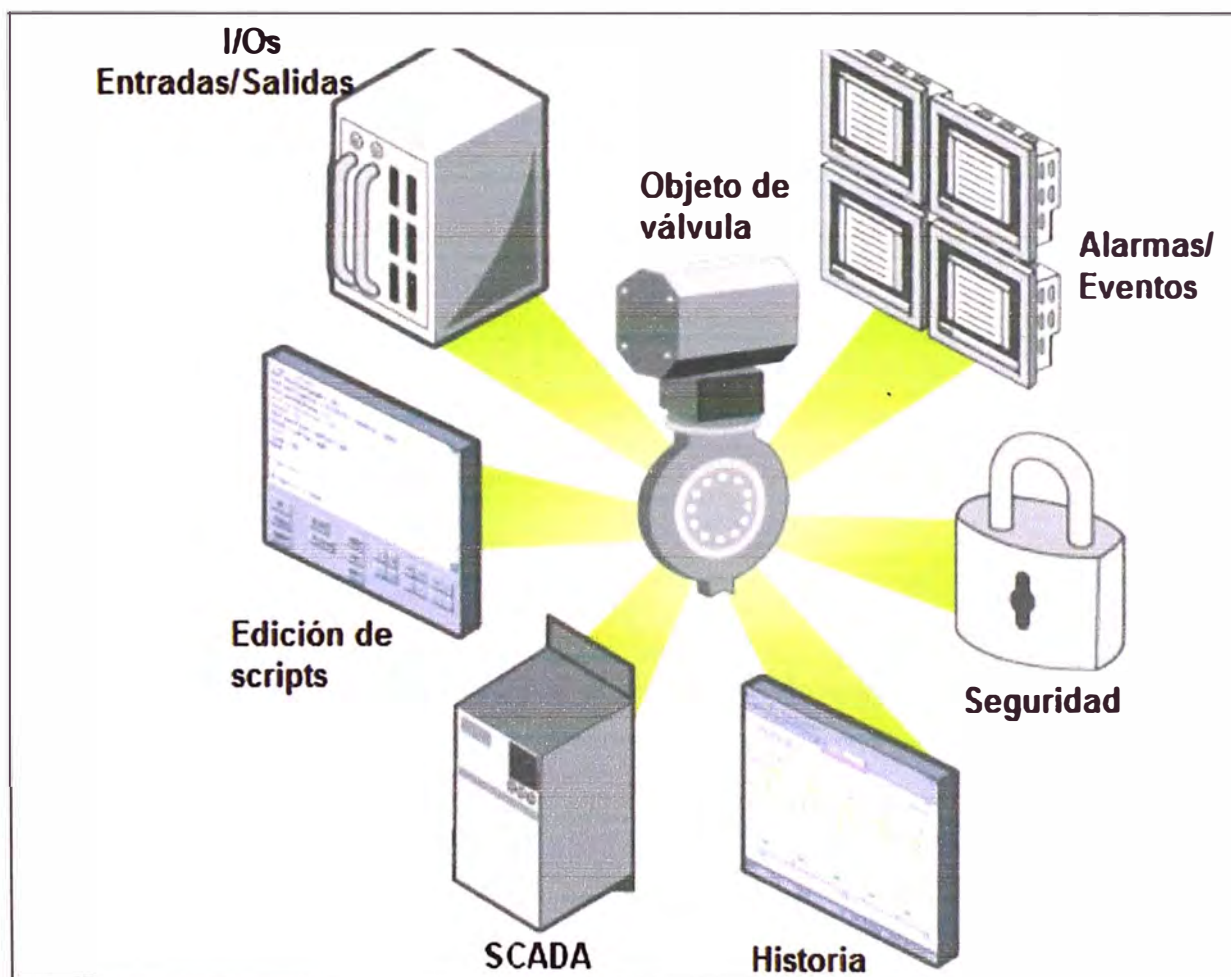 I/Os
Entradas/Salidas
Objeto de
válvula
Alarmas/
Eventos
Edición de
scripts
Seguridad
SCADA
Historia